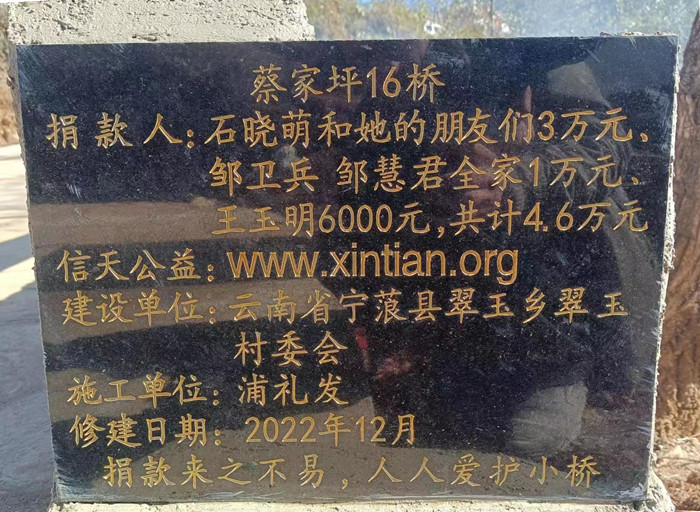 蔡家坪16桥
捐 款 人:石晓萌和她的朋友们3万元、
邹卫兵 邹慧君全家1万元、
王玉明6000元,共计4.6万元
信天公益:www.xintian.org
建设单位:云南省宁蒗县翠玉乡翠玉
村委会
施工单位:浦礼发
修建日期:2022年12月
捐款来之不易,人人爱护小桥